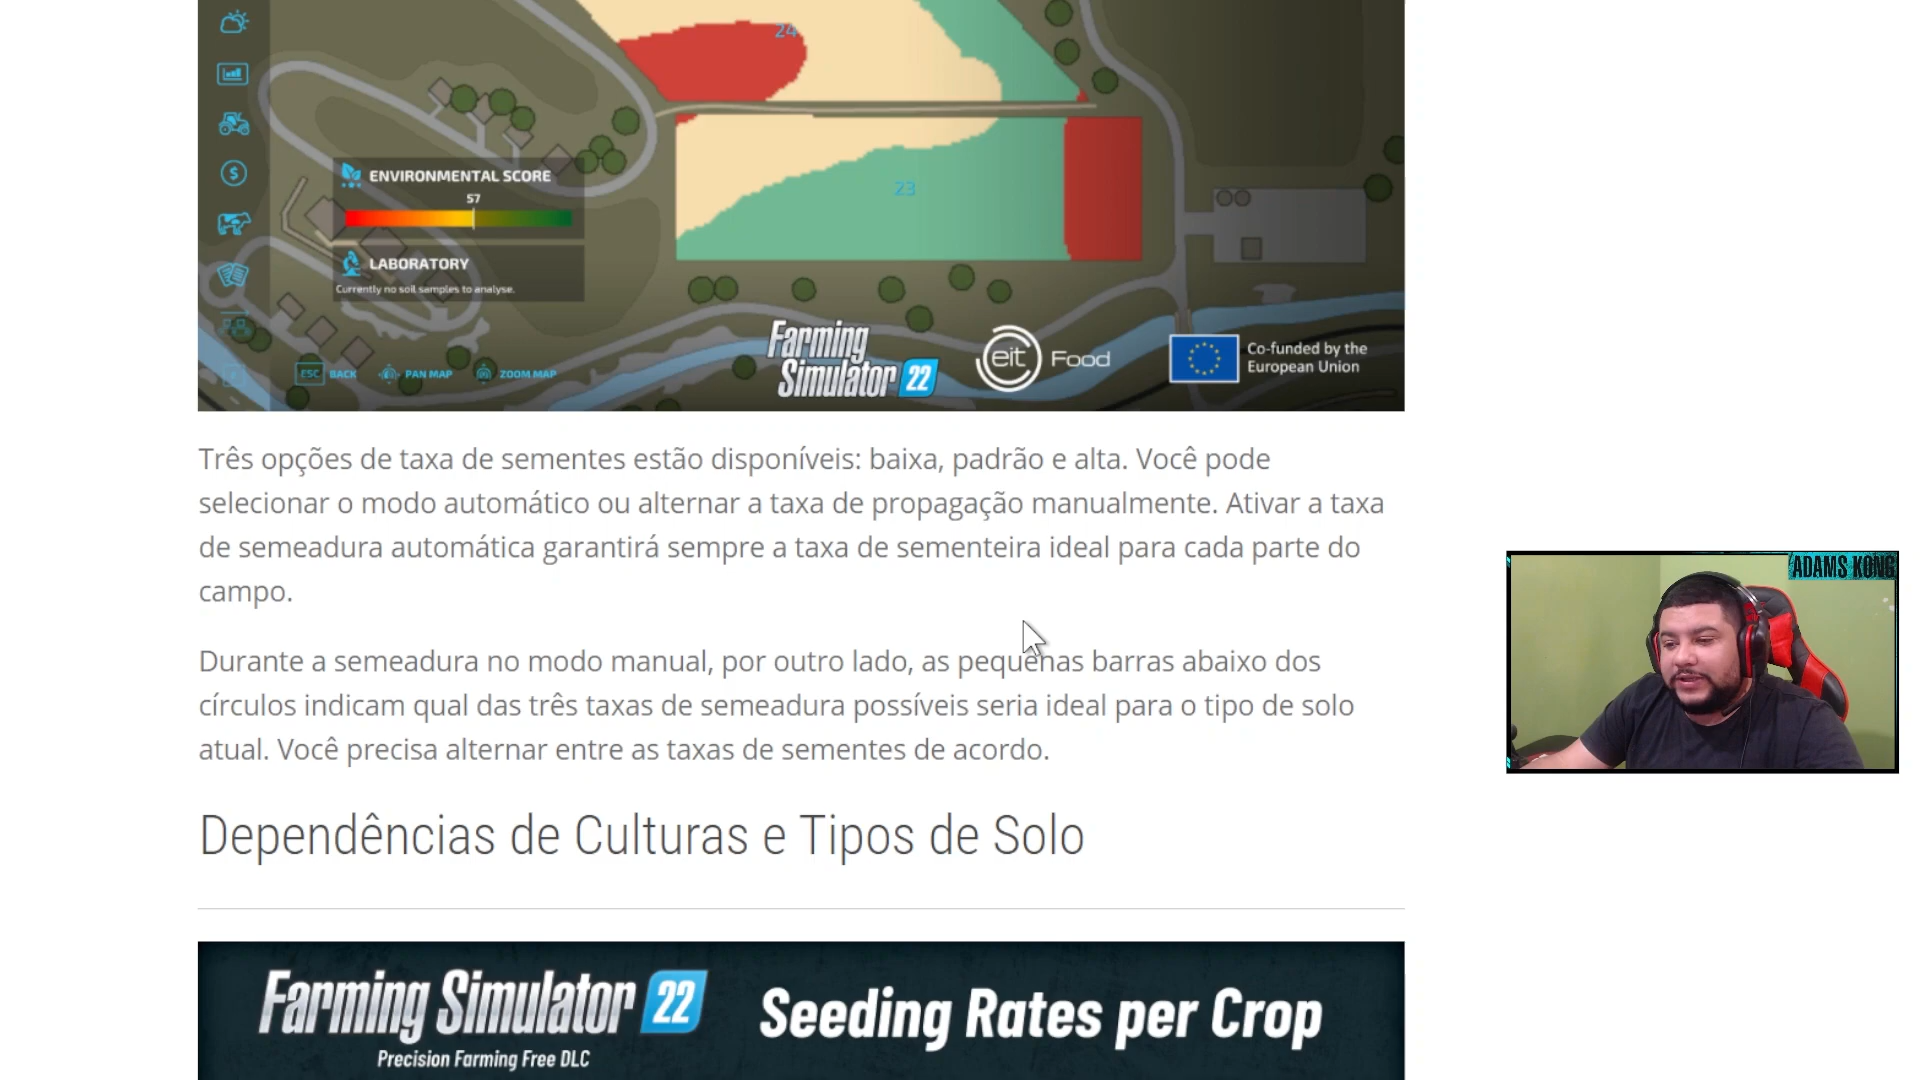 24
23
ENVIRONMENTAL SCORE
57
LABORATORY
Currently no soil samples to analyse.
ESC BACK PAN MAP ZOOM MAP
Farming
Simulator 22
eit Food
Co-funded by the
European Union
Três opções de taxa de sementes estão disponíveis: baixa, padrão e alta. Você pode
selecionar o modo automático ou alternar a taxa de propagação manualmente. Ativar a taxa
de semeadura automática garantirá sempre a taxa de sementeira ideal para cada parte do
campo.
ADAMS KONG
Durante a semeadura no modo manual, por outro lado, as pequenas barras abaixo dos
círculos indicam qual das três taxas de semeadura possíveis seria ideal para o tipo de solo
atual. Você precisa alternar entre as taxas de sementes de acordo.
Dependências de Culturas e Tipos de Solo
Farming Simulator 22
Precision Farming Free DLC
Seeding Rates per Crop